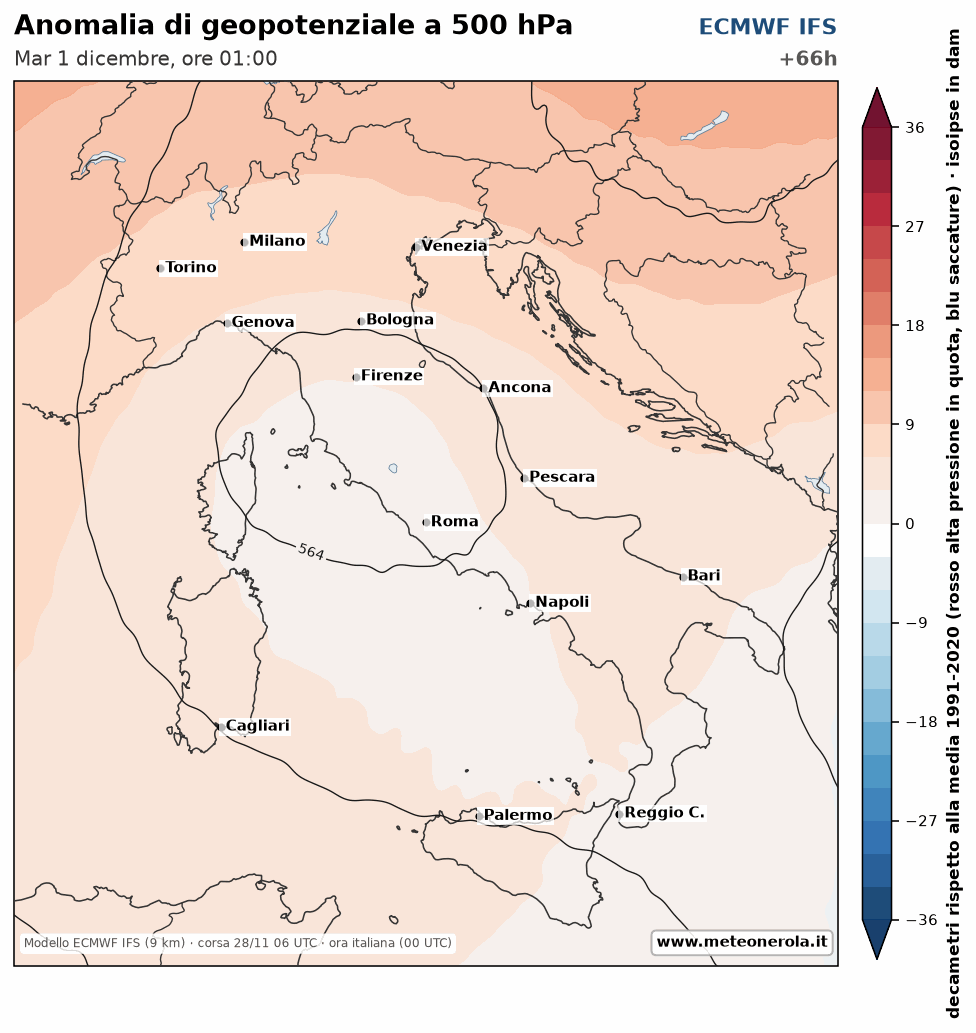 Anomalia di geopotenziale a 500 hPa
ECMWF IFS
Mar 1 dicembre, ore 01:00
+66h
Milano
Venezia
Torino
Genova
Bologna
Firenze
Ancona
Pescara
Roma
564
Bari
Napoli
Cagliari
Palermo
Reggio C.
Modello ECMWF IFS (9 km) · corsa 28/11 06 UTC · ora italiana (00 UTC)
www.meteonerola.it
36
27
18
9
0
−9
−18
−27
−36
decametri rispetto alla media 1991-2020 (rosso alta pressione in quota, blu saccature) · isoipse in dam